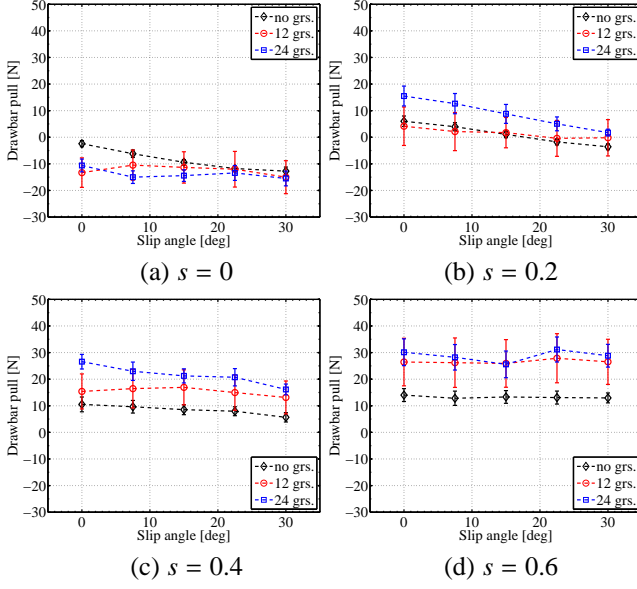 50
40
30
20
10
0
−10
−20
−30
Drawbar pull [N]
0 10 20 30
Slip angle [deg]
no grs.
12 grs.
24 grs.
(a) s = 0
50
40
30
20
10
0
−10
−20
−30
Drawbar pull [N]
0 10 20 30
Slip angle [deg]
no grs.
12 grs.
24 grs.
(b) s = 0.2
50
40
30
20
10
0
−10
−20
−30
Drawbar pull [N]
0 10 20 30
Slip angle [deg]
no grs.
12 grs.
24 grs.
(c) s = 0.4
50
40
30
20
10
0
−10
−20
−30
Drawbar pull [N]
0 10 20 30
Slip angle [deg]
no grs.
12 grs.
24 grs.
(d) s = 0.6